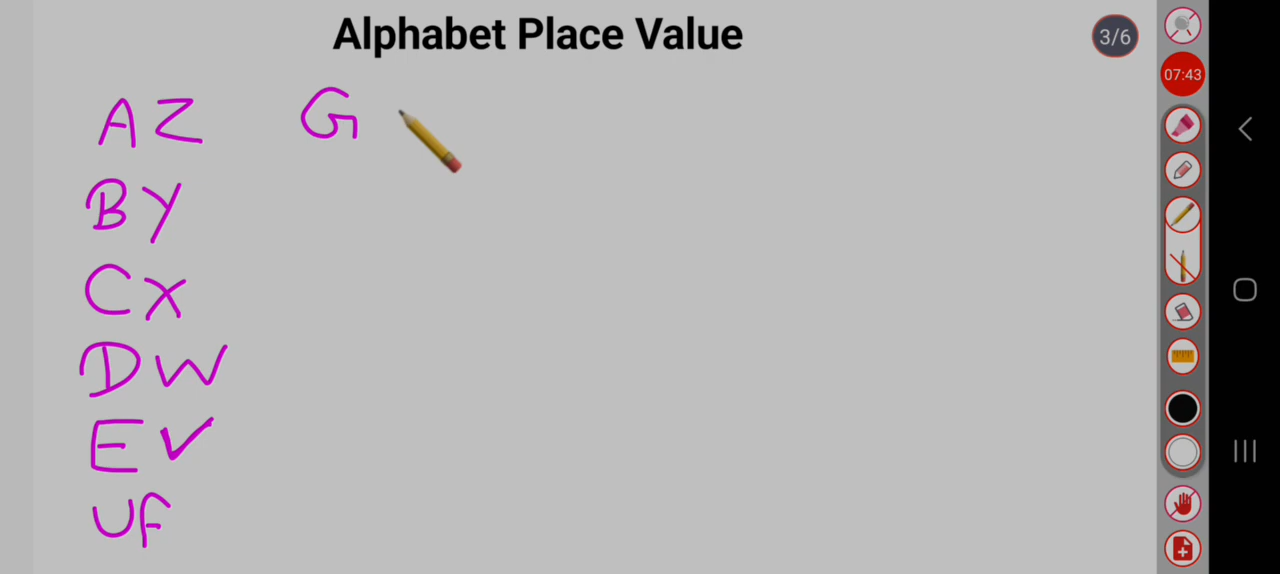 Alphabet Place Value
3/6
07:43
AZ G
BY
CX
DW
EV
UF